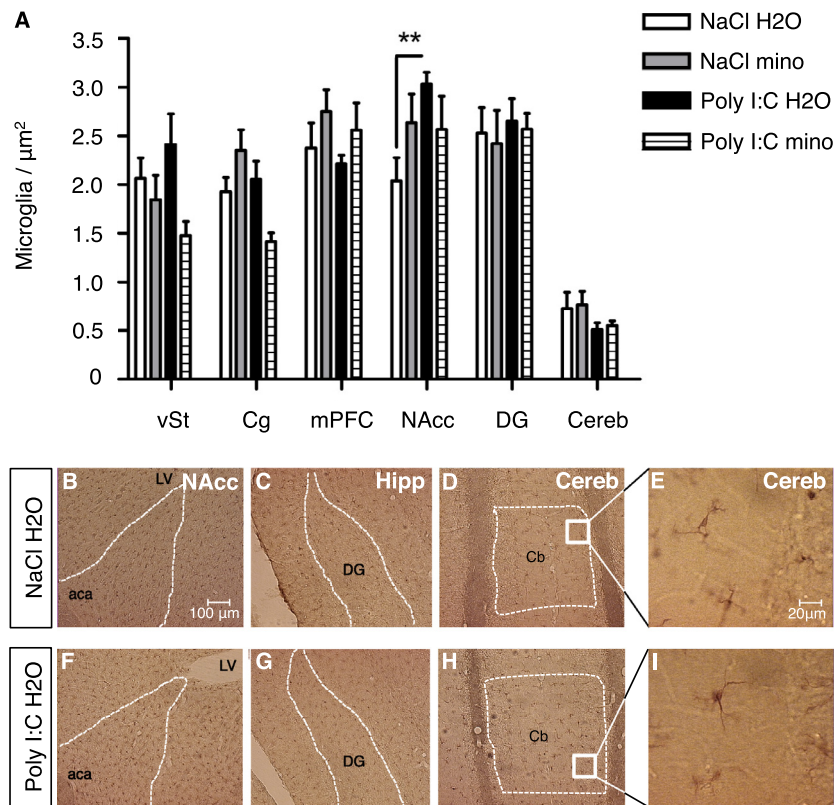 A
**
NaCl H2O
NaCl mino
Poly I:C H2O
Poly I:C mino
Microglia / µm2
3.5
3.0
2.5
2.0
1.5
1.0
0.5
0
vSt Cg mPFC NAcc DG Cereb
NaCl H2O
B LV NAcc
aca
100 µm
C Hipp
DG
D Cereb
Cb
E Cereb
20µm
Poly I:C H2O
F LV
aca
G
DG
H
Cb
I